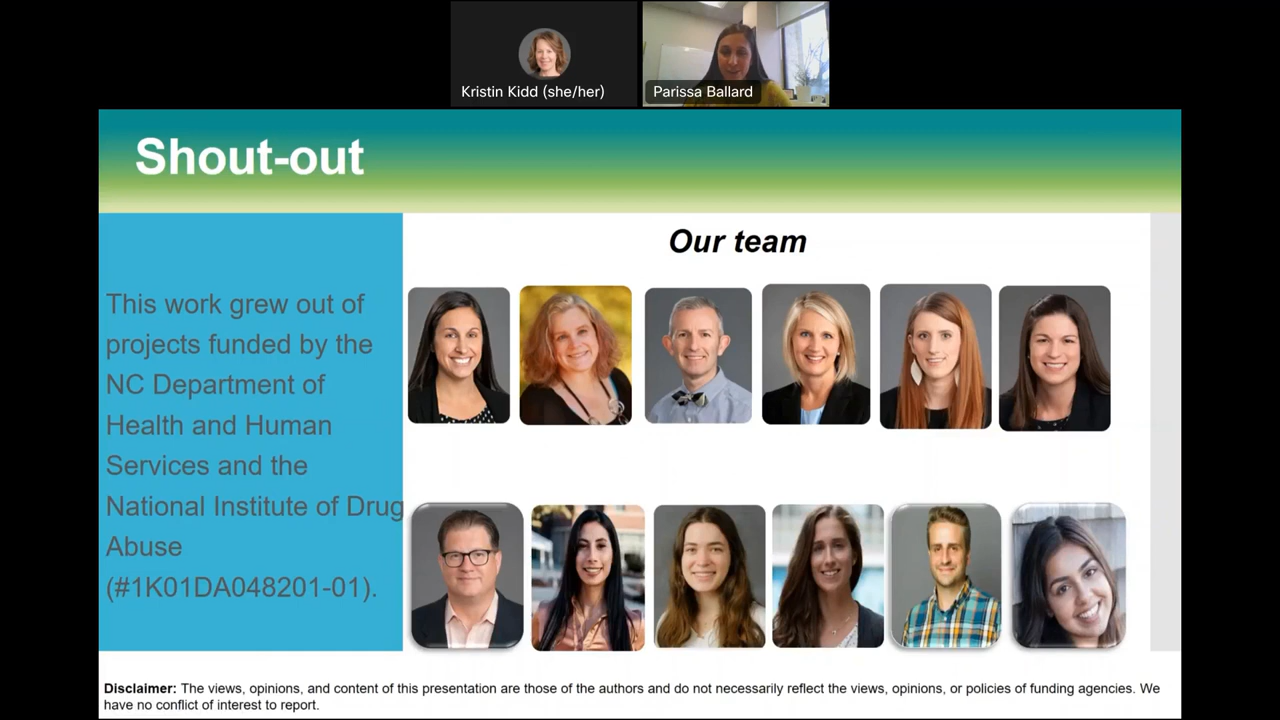 Kristin Kidd (she/her)
Parissa Ballard
Shout-out
Our team
This work grew out of
projects funded by the
NC Department of
Health and Human
Services and the
National Institute of Drug
Abuse
(#1K01DA048201-01).
Disclaimer: The views, opinions, and content of this presentation are those of the authors and do not necessarily reflect the views, opinions, or policies of funding agencies. We
have no conflict of interest to report.